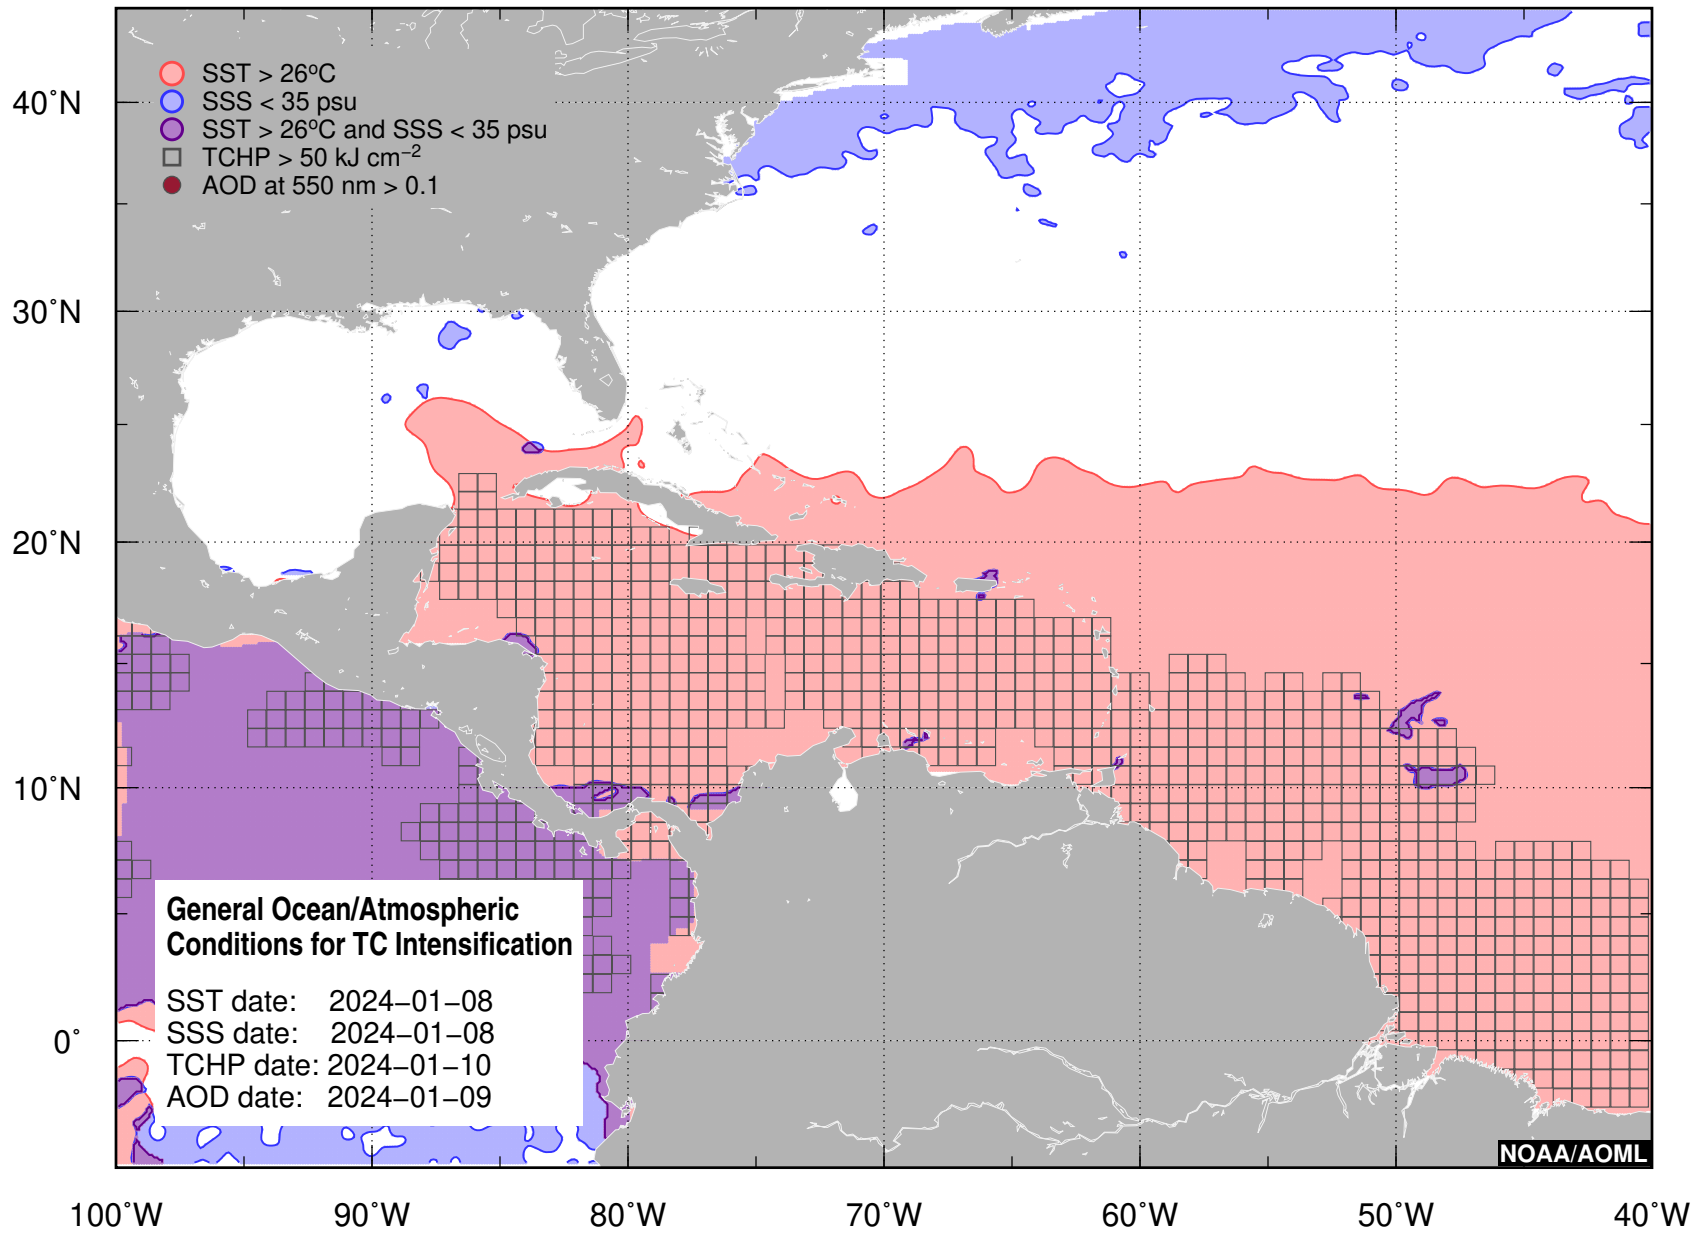 SST > 26ºC
SSS < 35 psu
SST > 26ºC and SSS < 35 psu
TCHP > 50 kJ cm⁻²
AOD at 550 nm > 0.1
40˚N
30˚N
20˚N
10˚N
0˚
General Ocean/Atmospheric
Conditions for TC Intensification
SST date: 2024−01−08
SSS date: 2024−01−08
TCHP date: 2024−01−10
AOD date: 2024−01−09
NOAA/AOML
100˚W 90˚W 80˚W 70˚W 60˚W 50˚W 40˚W